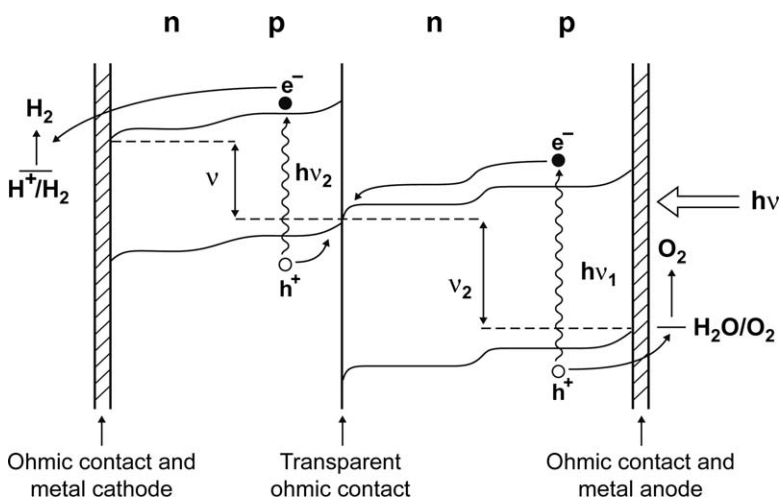 n p n p
e⁻
H₂
H⁺/H₂
ν
hν₂
h⁺
e⁻
hν
ν₂
hν₁
O₂
H₂O/O₂
h⁺
Ohmic contact and
metal cathode
Transparent
ohmic contact
Ohmic contact and
metal anode